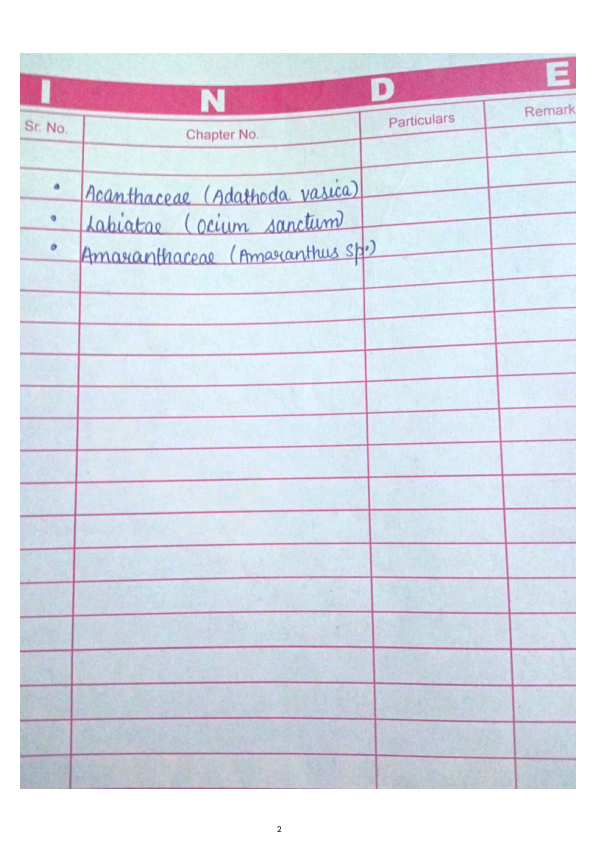 I N D E
Sr. No. Chapter No. Particulars Remark
• Acanthaceae (Adathoda vasica)
• Labiatae (Ocium sanctum)
• Amaranthaceae (Amaranthus sp.)
2